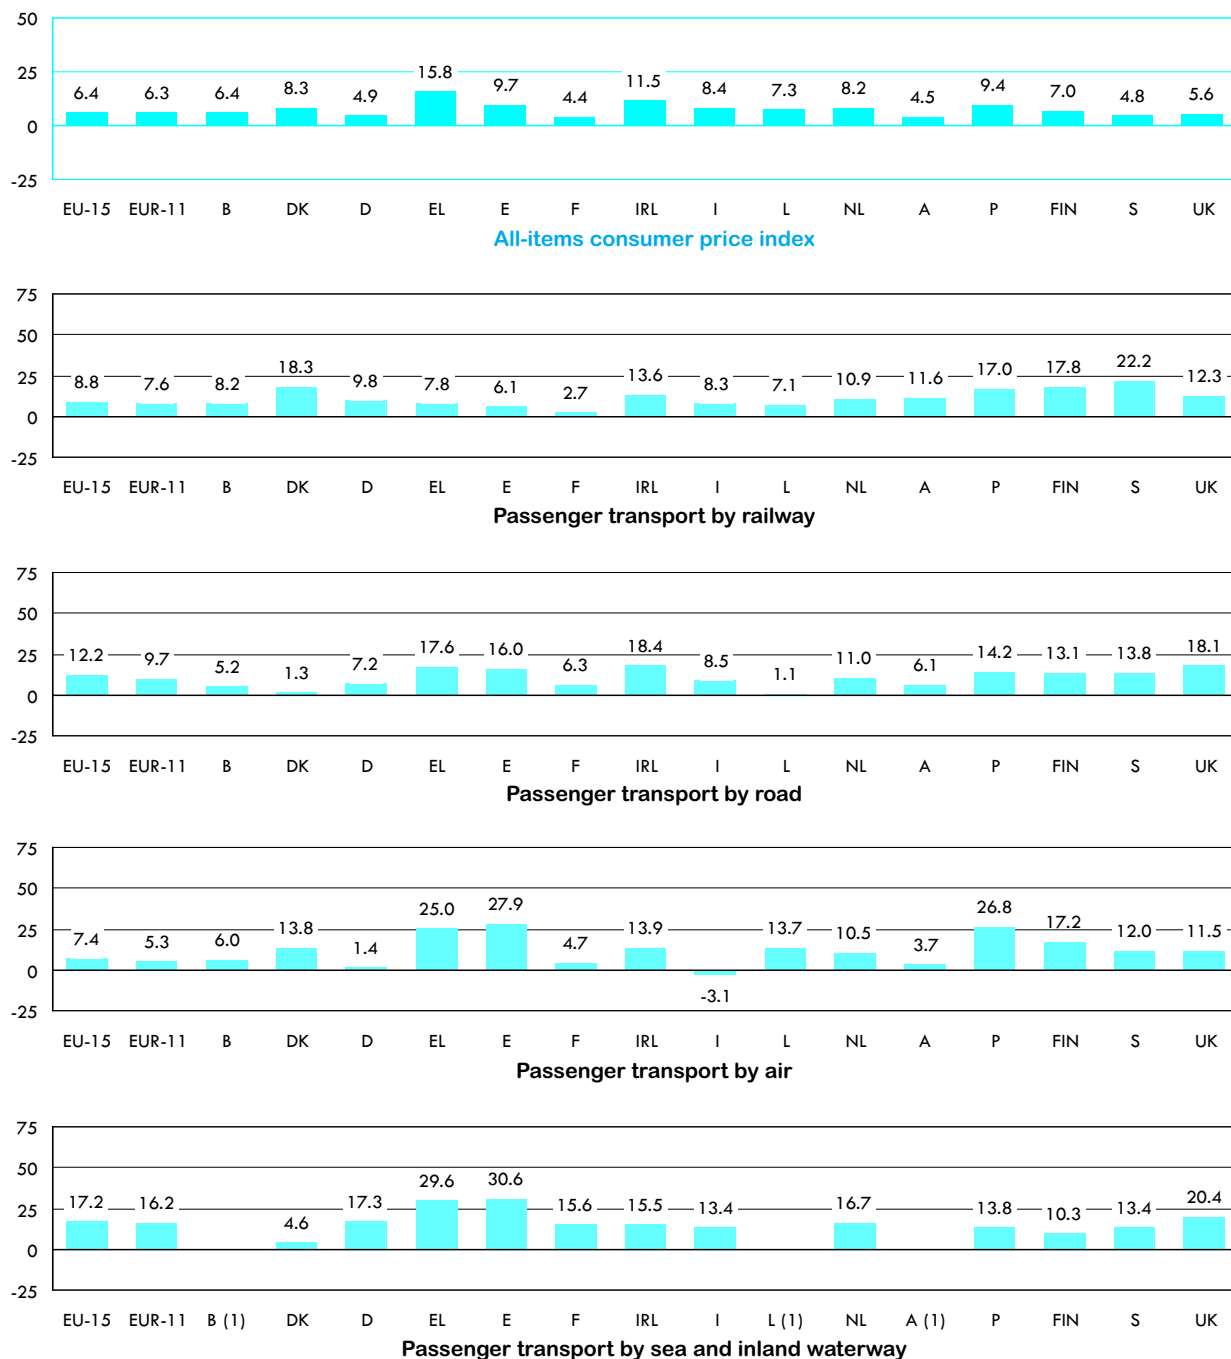 50
25
0
-25
6.4 6.3 6.4 8.3 4.9 15.8 9.7 4.4 11.5 8.4 7.3 8.2 4.5 9.4 7.0 4.8 5.6
EU-15 EUR-11 B DK D EL E F IRL I L NL A P FIN S UK
All-items consumer price index
75
50
25
0
-25
8.8 7.6 8.2 18.3 9.8 7.8 6.1 2.7 13.6 8.3 7.1 10.9 11.6 17.0 17.8 22.2 12.3
EU-15 EUR-11 B DK D EL E F IRL I L NL A P FIN S UK
Passenger transport by railway
75
50
25
0
-25
12.2 9.7 5.2 1.3 7.2 17.6 16.0 6.3 18.4 8.5 1.1 11.0 6.1 14.2 13.1 13.8 18.1
EU-15 EUR-11 B DK D EL E F IRL I L NL A P FIN S UK
Passenger transport by road
75
50
25
0
-25
7.4 5.3 6.0 13.8 1.4 25.0 27.9 4.7 13.9 -3.1 13.7 10.5 3.7 26.8 17.2 12.0 11.5
EU-15 EUR-11 B DK D EL E F IRL I L NL A P FIN S UK
Passenger transport by air
75
50
25
0
-25
17.2 16.2 4.6 17.3 29.6 30.6 15.6 15.5 13.4 16.7 13.8 10.3 13.4 20.4
EU-15 EUR-11 B (1) DK D EL E F IRL I L (1) NL A (1) P FIN S UK
Passenger transport by sea and inland waterway